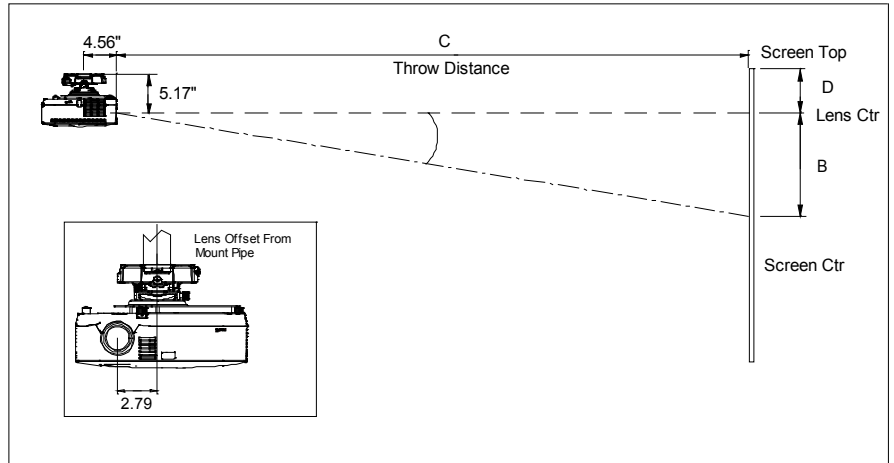 4.56"
C
Throw Distance
Screen Top
5.17"
D
Lens Ctr
B
Screen Ctr
Lens Offset From
Mount Pipe
2.79